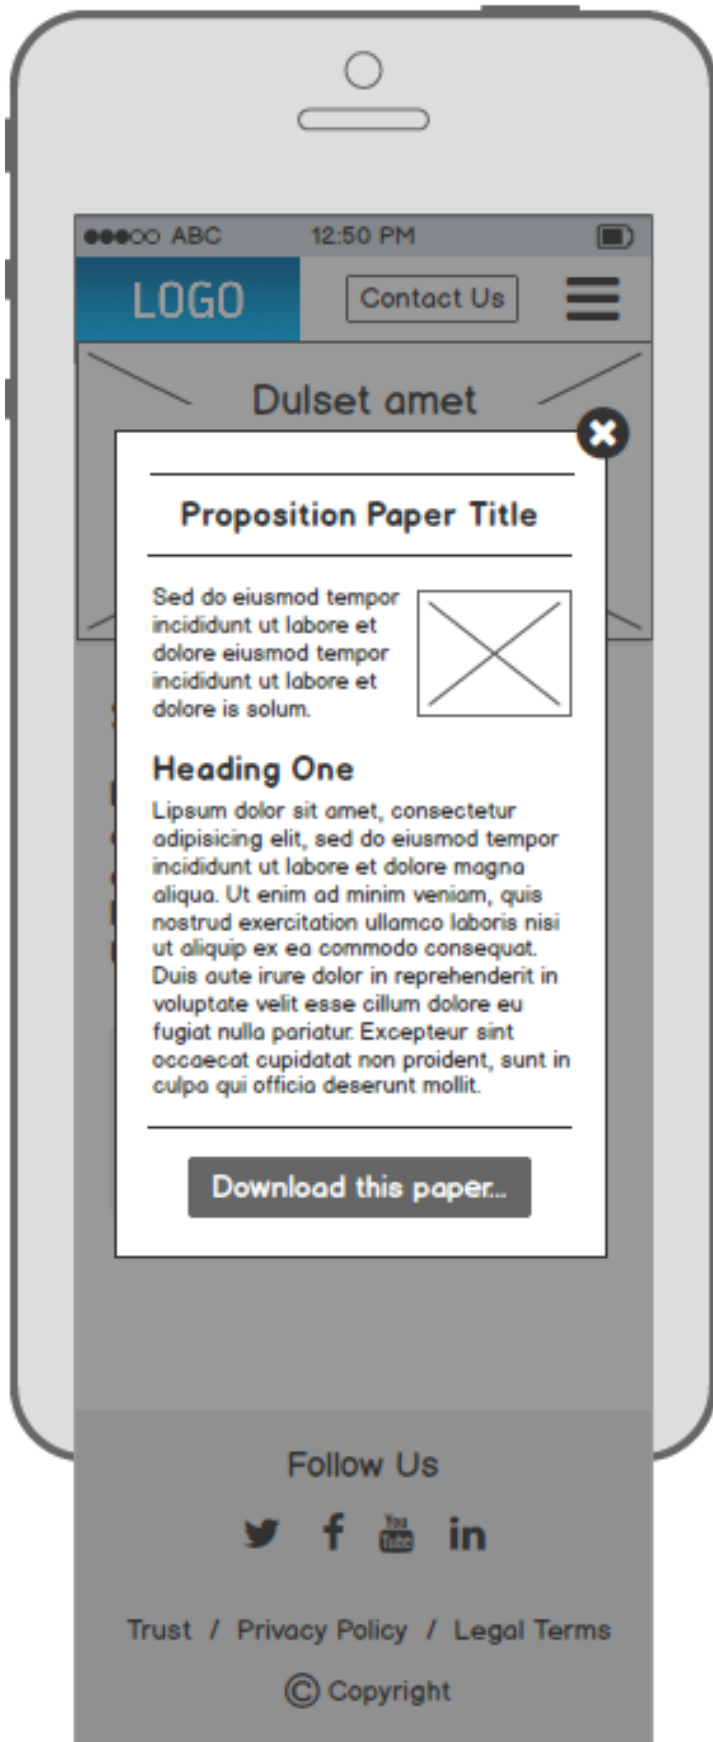 ABC 12:50 PM
LOGO Contact Us
Dulset amet
Proposition Paper Title
Sed do eiusmod tempor
incididunt ut labore et
dolore eiusmod tempor
incididunt ut labore et
dolore is solum.
Heading One
Lipsum dolor sit amet, consectetur
adipisicing elit, sed do eiusmod tempor
incididunt ut labore et dolore magna
aliqua. Ut enim ad minim veniam, quis
nostrud exercitation ullamco laboris nisi
ut aliquip ex ea commodo consequat.
Duis aute irure dolor in reprehenderit in
voluptate velit esse cillum dolore eu
fugiat nulla pariatur. Excepteur sint
occaecat cupidatat non proident, sunt in
culpa qui officia deserunt mollit.
Download this paper...
Follow Us
You
Tube
Trust / Privacy Policy / Legal Terms
© Copyright